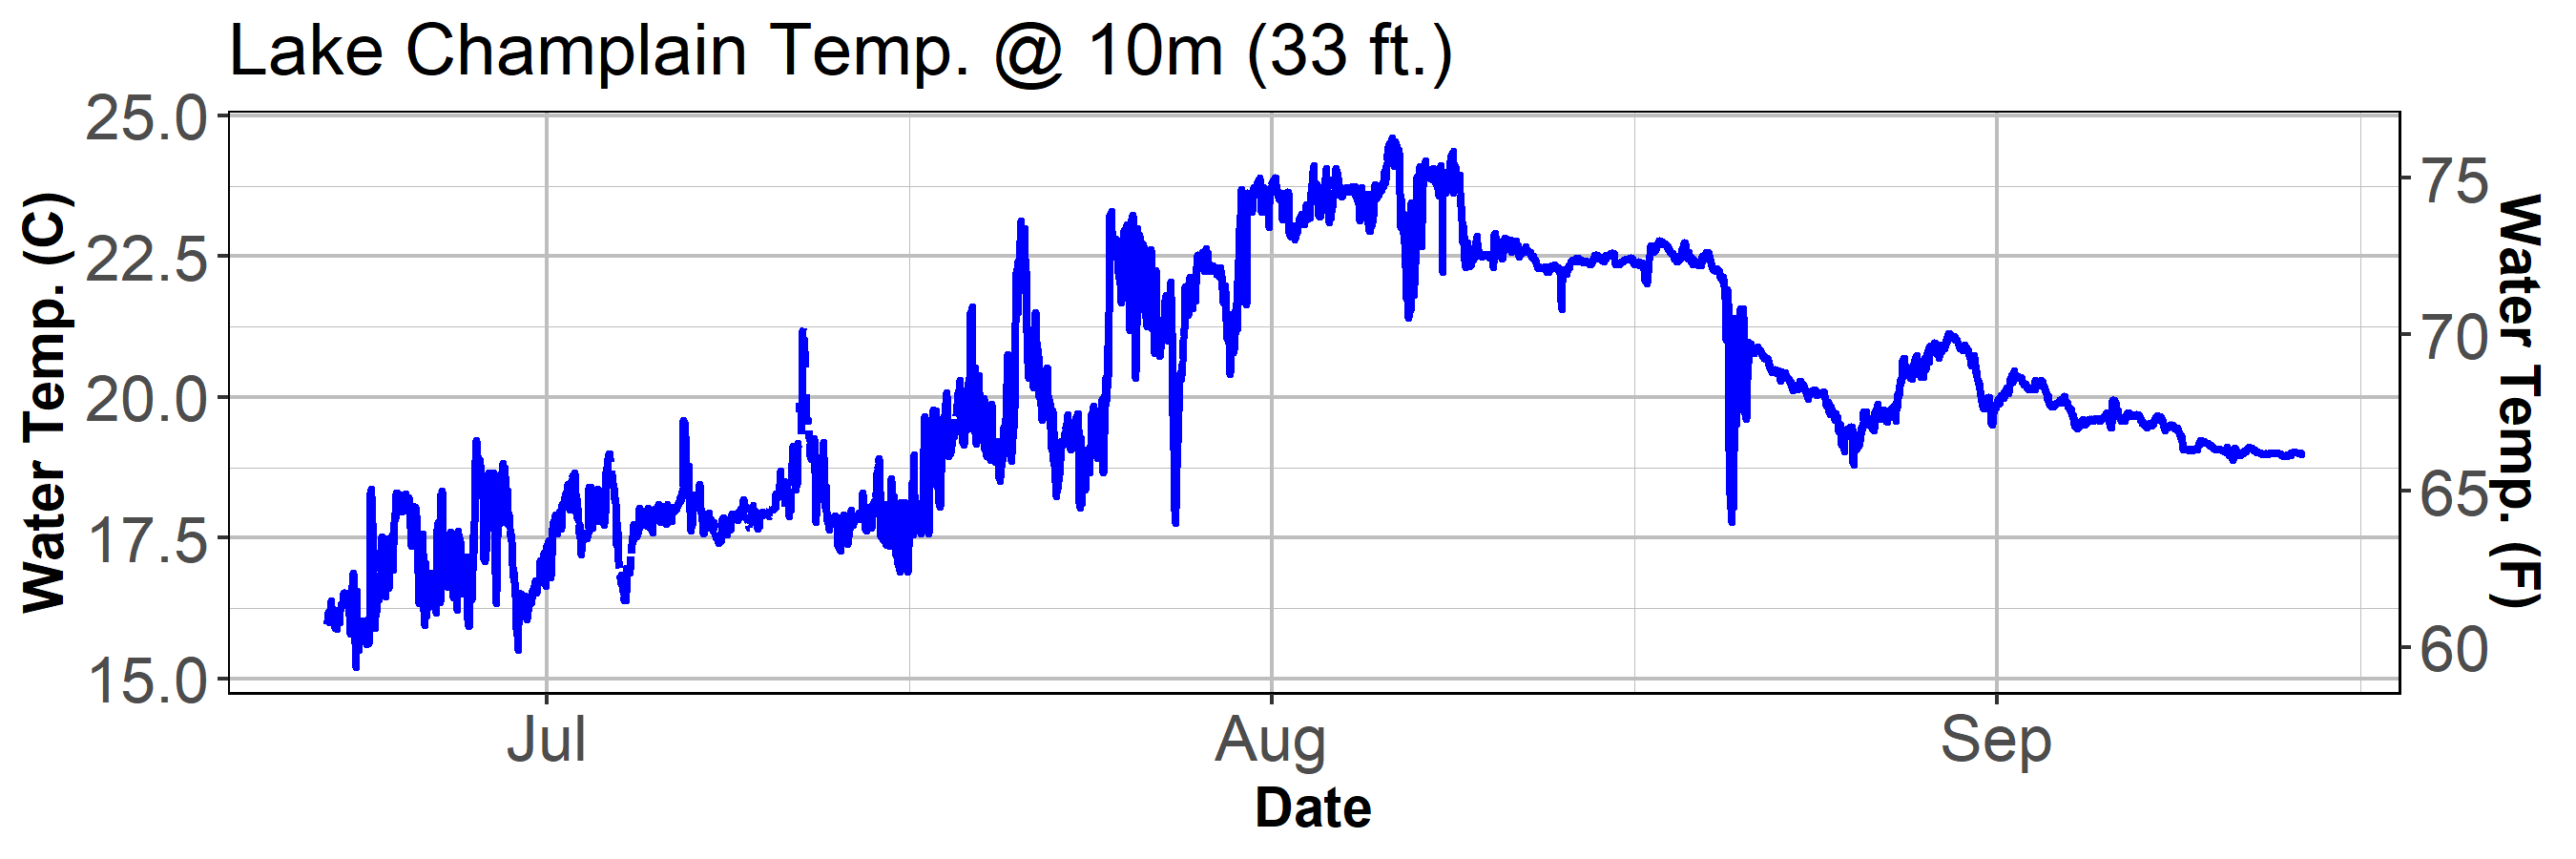 Lake Champlain Temp. @ 10m (33 ft.)
Water Temp. (C)
25.0
22.5
20.0
17.5
15.0
75
70
65
60
Water Temp. (F)
Jul
Aug
Sep
Date